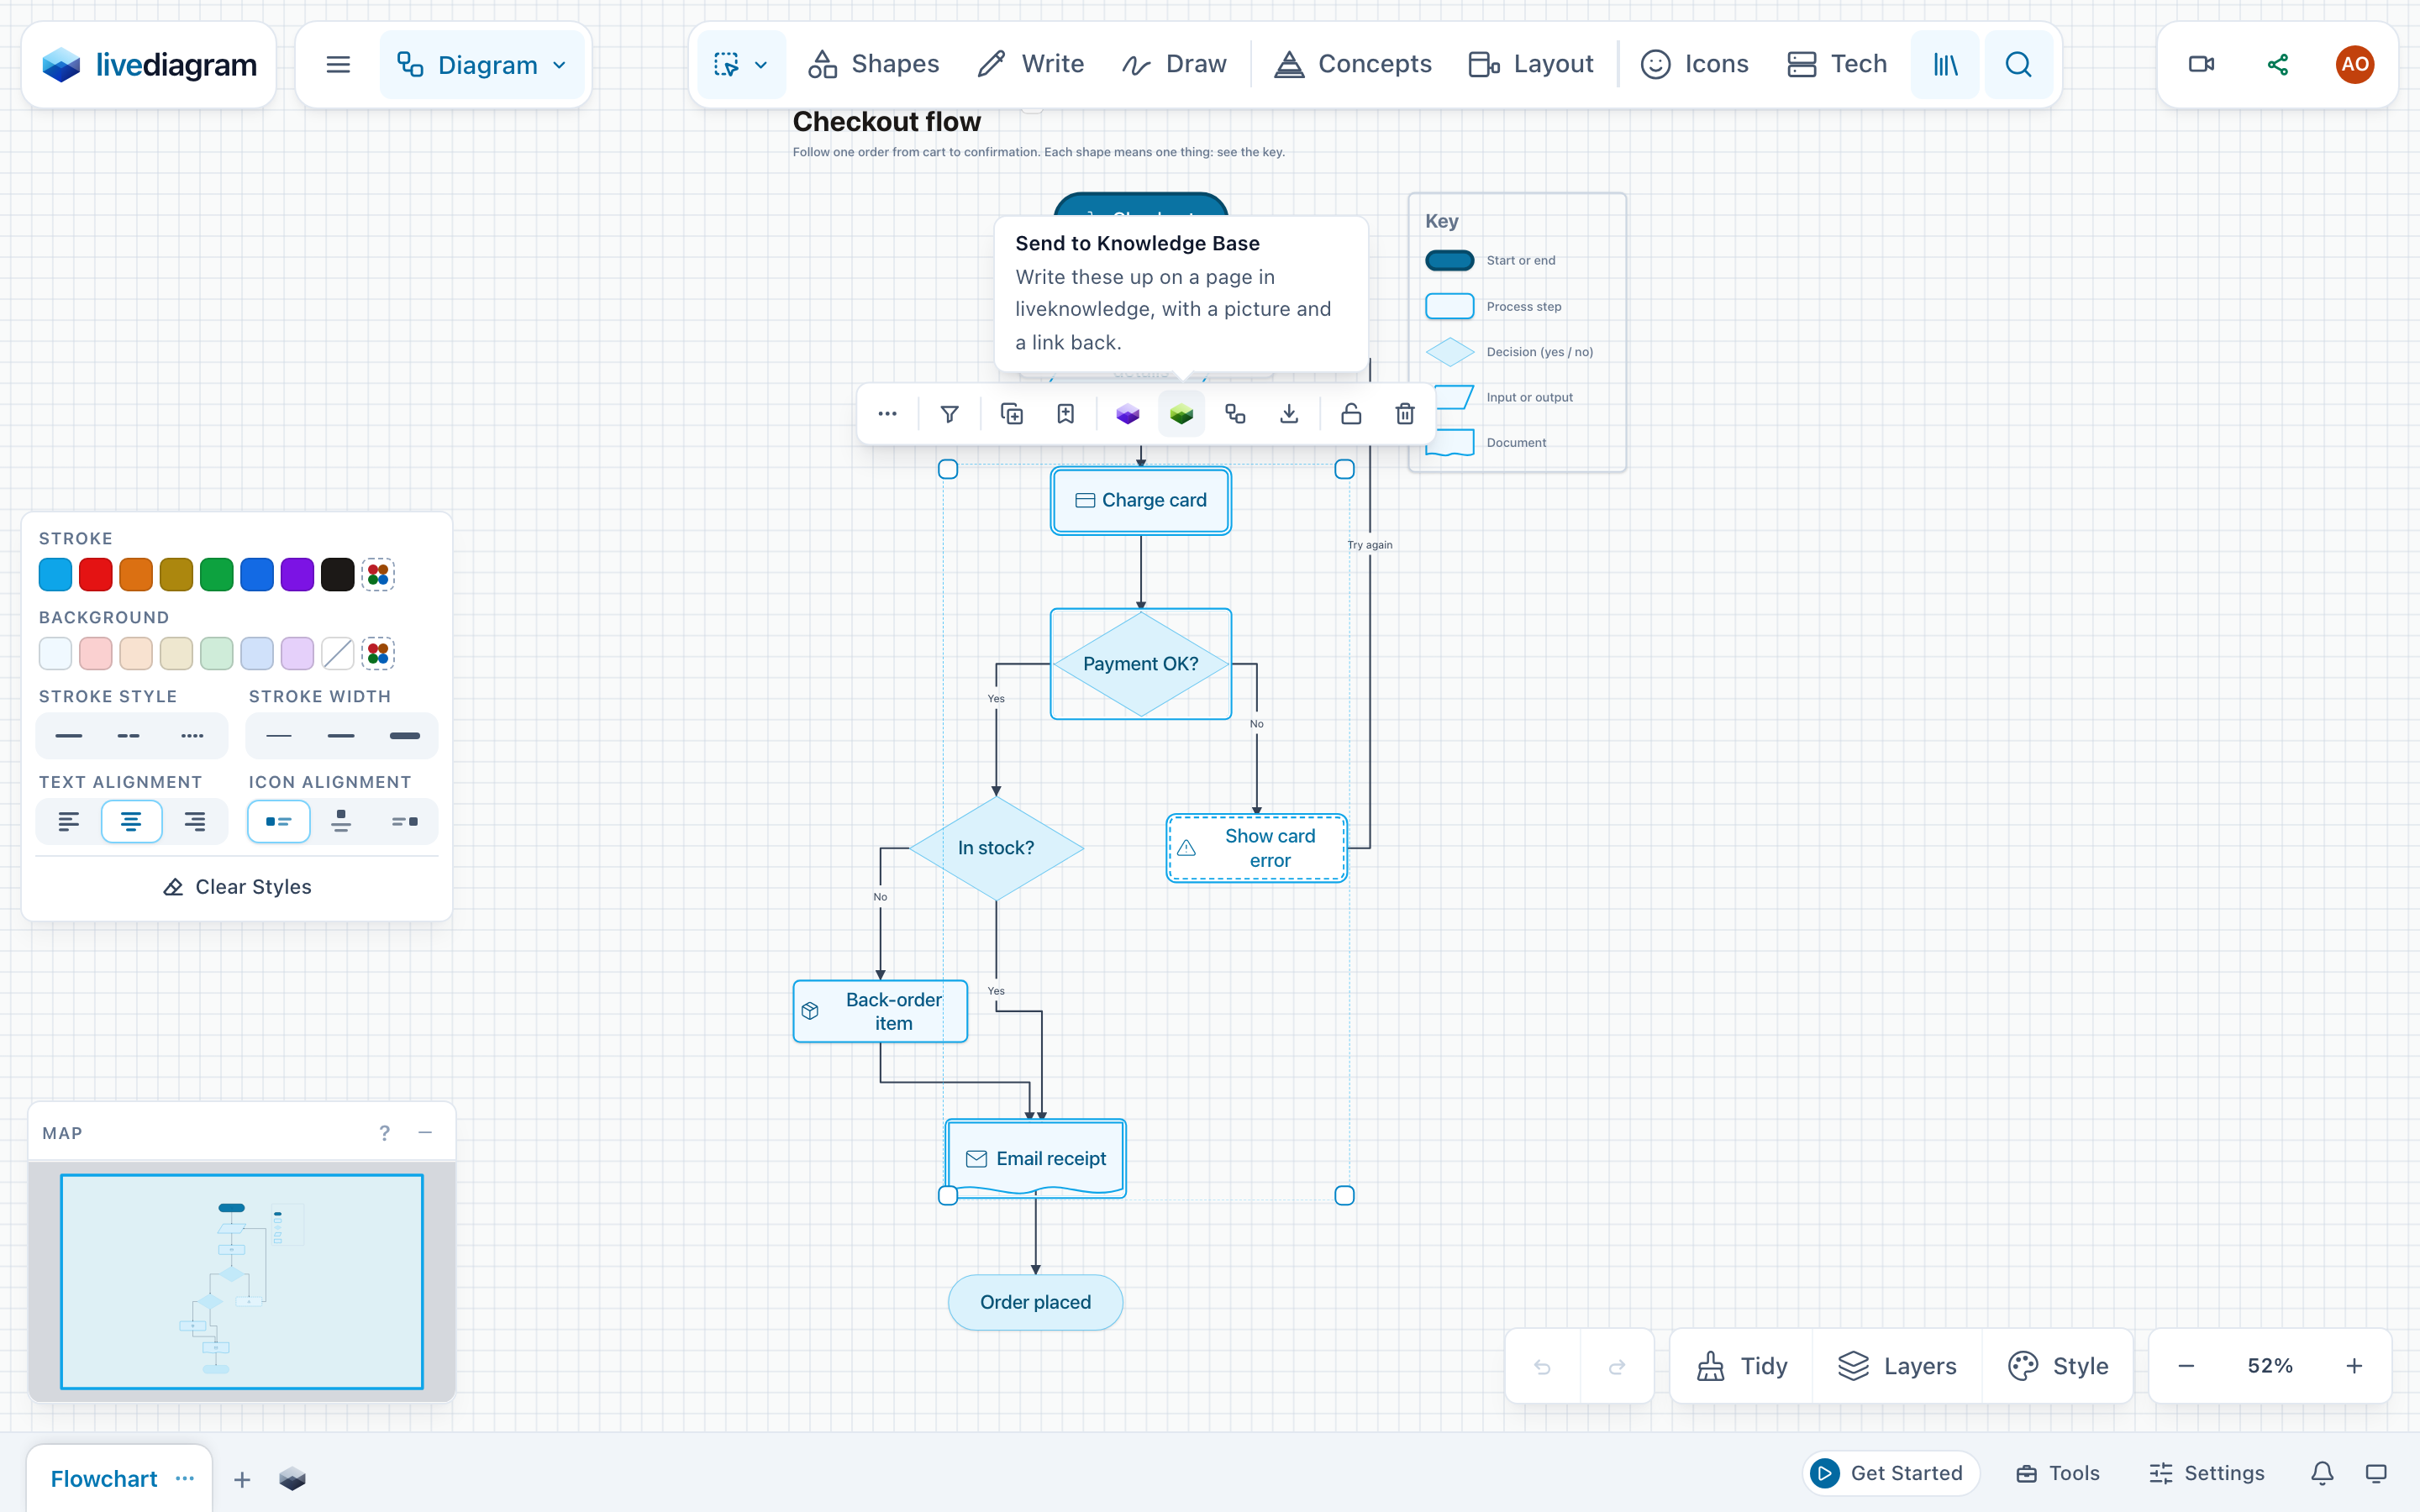 livediagram
Diagram
Shapes
Write
Draw
Concepts
Layout
Icons
Tech
AO
Checkout flow
Follow one order from cart to confirmation. Each shape means one thing: see the key.
Send to Knowledge Base
Write these up on a page in
liveknowledge, with a picture and
a link back.
Key
Start or end
Process step
Decision (yes / no)
Input or output
Document
Charge card
Try again
Payment OK?
Yes
No
In stock?
Show card
error
No
Yes
Back-order
item
Email receipt
Order placed
STROKE
BACKGROUND
STROKE STYLE
STROKE WIDTH
TEXT ALIGNMENT
ICON ALIGNMENT
Clear Styles
MAP
?
Tidy
Layers
Style
52%
Flowchart
Get Started
Tools
Settings